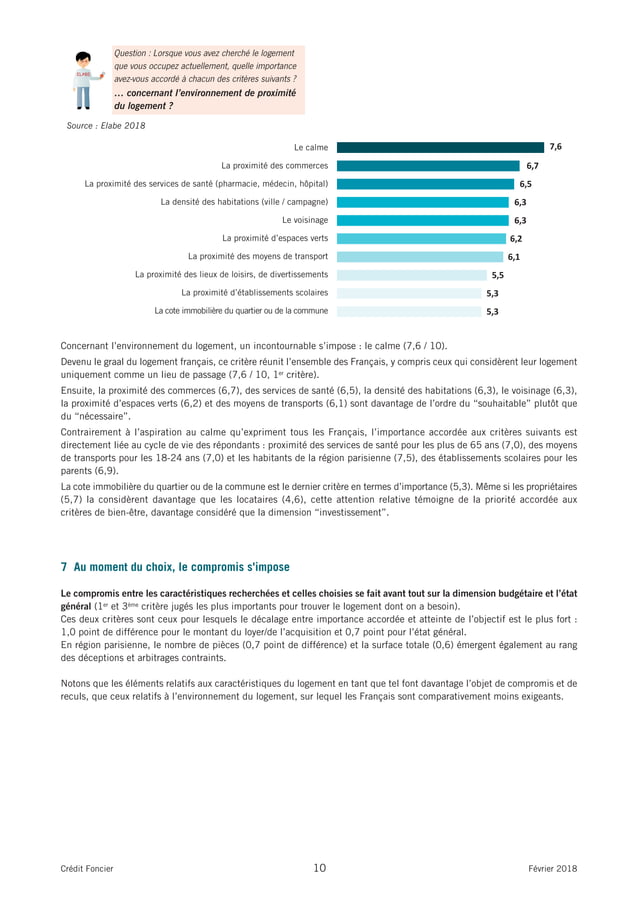 Question : Lorsque vous avez cherché le logement
que vous occupez actuellement, quelle importance
avez-vous accordé à chacun des critères suivants ?
… concernant l’environnement de proximité
du logement ?
ELABE
Source : Elabe 2018
Le calme 7,6
La proximité des commerces 6,7
La proximité des services de santé (pharmacie, médecin, hôpital) 6,5
La densité des habitations (ville / campagne) 6,3
Le voisinage 6,3
La proximité d’espaces verts 6,2
La proximité des moyens de transport 6,1
La proximité des lieux de loisirs, de divertissements 5,5
La proximité d’établissements scolaires 5,3
La cote immobilière du quartier ou de la commune 5,3
Concernant l’environnement du logement, un incontournable s’impose : le calme (7,6 / 10).
Devenu le graal du logement français, ce critère réunit l’ensemble des Français, y compris ceux qui considèrent leur logement
uniquement comme un lieu de passage (7,6 / 10, 1er critère).
Ensuite, la proximité des commerces (6,7), des services de santé (6,5), la densité des habitations (6,3), le voisinage (6,3),
la proximité d’espaces verts (6,2) et des moyens de transports (6,1) sont davantage de l’ordre du “souhaitable” plutôt que
du “nécessaire”.
Contrairement à l’aspiration au calme qu’expriment tous les Français, l’importance accordée aux critères suivants est
directement liée au cycle de vie des répondants : proximité des services de santé pour les plus de 65 ans (7,0), des moyens
de transports pour les 18-24 ans (7,0) et les habitants de la région parisienne (7,5), des établissements scolaires pour les
parents (6,9).
La cote immobilière du quartier ou de la commune est le dernier critère en termes d’importance (5,3). Même si les propriétaires
(5,7) la considèrent davantage que les locataires (4,6), cette attention relative témoigne de la priorité accordée aux
critères de bien-être, davantage considéré que la dimension “investissement”.
7 Au moment du choix, le compromis s'impose
Le compromis entre les caractéristiques recherchées et celles choisies se fait avant tout sur la dimension budgétaire et l’état
général (1er et 3ème critère jugés les plus importants pour trouver le logement dont on a besoin).
Ces deux critères sont ceux pour lesquels le décalage entre importance accordée et atteinte de l’objectif est le plus fort :
1,0 point de différence pour le montant du loyer/de l’acquisition et 0,7 point pour l’état général.
En région parisienne, le nombre de pièces (0,7 point de différence) et la surface totale (0,6) émergent également au rang
des déceptions et arbitrages contraints.
Notons que les éléments relatifs aux caractéristiques du logement en tant que tel font davantage l’objet de compromis et de
reculs, que ceux relatifs à l’environnement du logement, sur lequel les Français sont comparativement moins exigeants.
Crédit Foncier 10 Février 2018